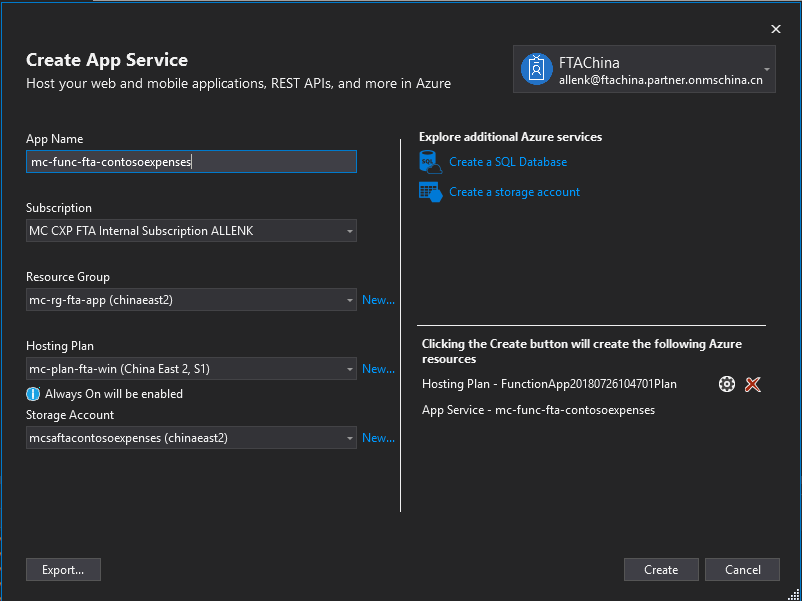 Create App Service
Host your web and mobile applications, REST APIs, and more in Azure
FTAChina
allenk@ftachina.partner.onmschina.cn
App Name
mc-func-fta-contosoexpenses
Subscription
MC CXP FTA Internal Subscription ALLENK
Resource Group
mc-rg-fta-app (chinaeast2)
New...
Hosting Plan
mc-plan-fta-win (China East 2, S1)
New...
Always On will be enabled
Storage Account
mcsaftacontosoexpenses (chinaeast2)
New...
Explore additional Azure services
SQL
Create a SQL Database
Create a storage account
Clicking the Create button will create the following Azure
resources
Hosting Plan - FunctionApp20180726104701Plan
App Service - mc-func-fta-contosoexpenses
Export...
Create
Cancel